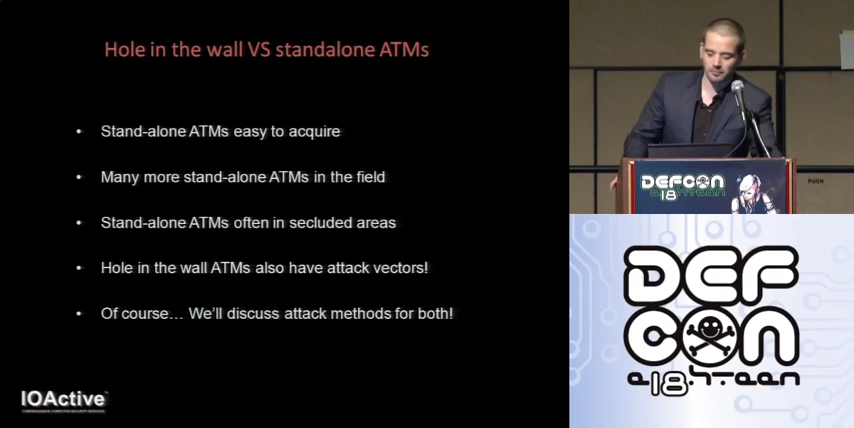 Hole in the wall VS standalone ATMs
• Stand-alone ATMs easy to acquire
• Many more stand-alone ATMs in the field
• Stand-alone ATMs often in secluded areas
• Hole in the wall ATMs also have attack vectors!
• Of course… We'll discuss attack methods for both!
IOActive
DEFCON
18
PUSH
DEF
CON
18